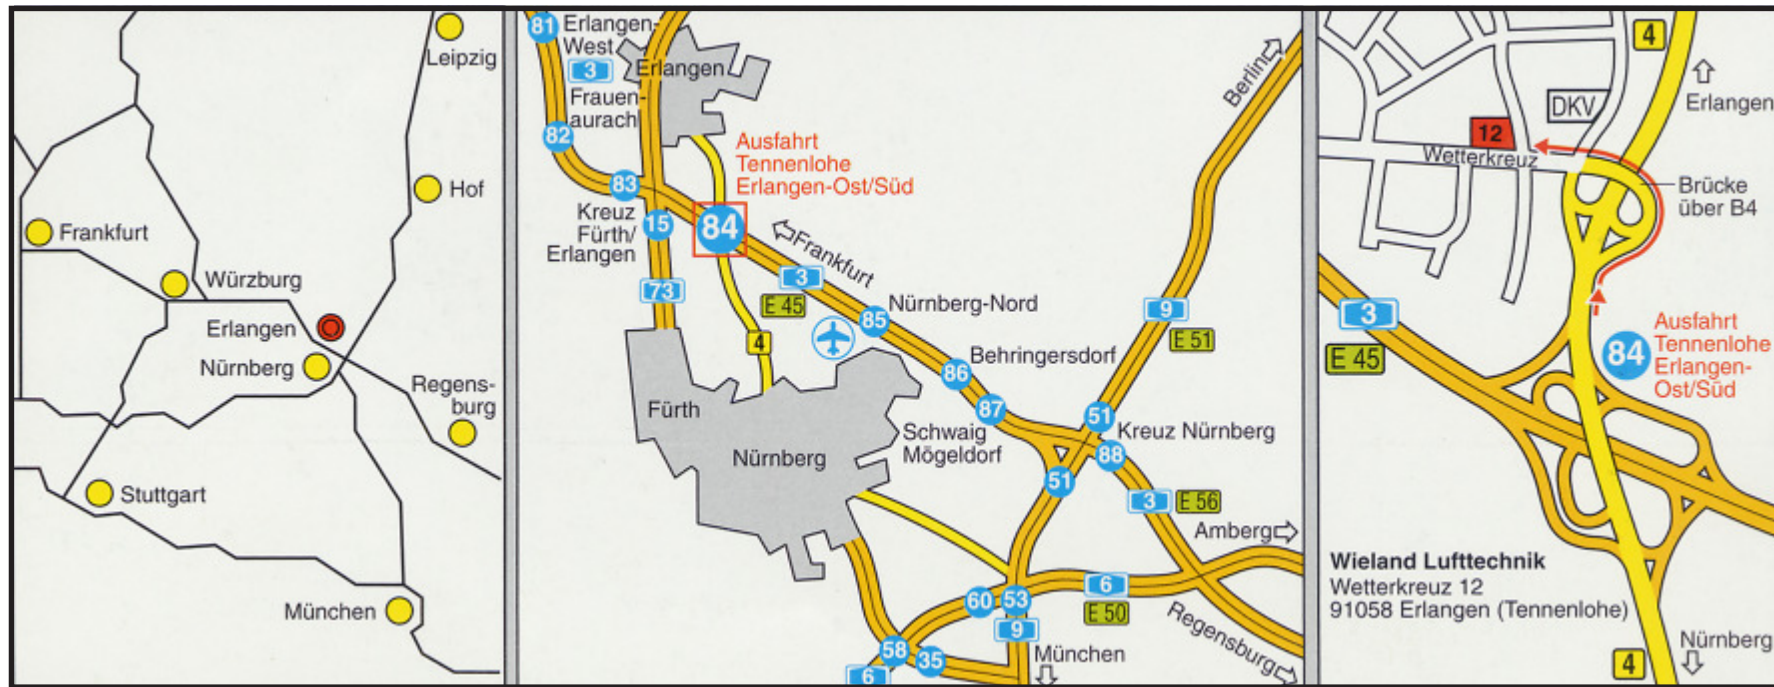 Leipzig
Hof
Frankfurt
Würzburg
Erlangen
Nürnberg
Regens-
burg
Stuttgart
München
81
Erlangen-
West
3
Erlangen
Frauen-
aurach
82
Ausfahrt
Tennenlohe
Erlangen-Ost/Süd
83
Kreuz
Fürth/
Erlangen
15
84
Frankfurt
Berlin
73
3
E 45
Nürnberg-Nord
85
9
E 51
4
Behringersdorf
86
87
51
Kreuz Nürnberg
Fürth
Nürnberg
Schwaig
Mögeldorf
88
51
3
E 56
Amberg
6
E 50
60
53
9
Regensburg
58
35
München
6
4
Erlangen
DKV
12
Wetterkreuz
Brücke
über B4
3
E 45
84
Ausfahrt
Tennenlohe
Erlangen-
Ost/Süd
Wieland Lufttechnik
Wetterkreuz 12
91058 Erlangen (Tennenlohe)
Nürnberg
4